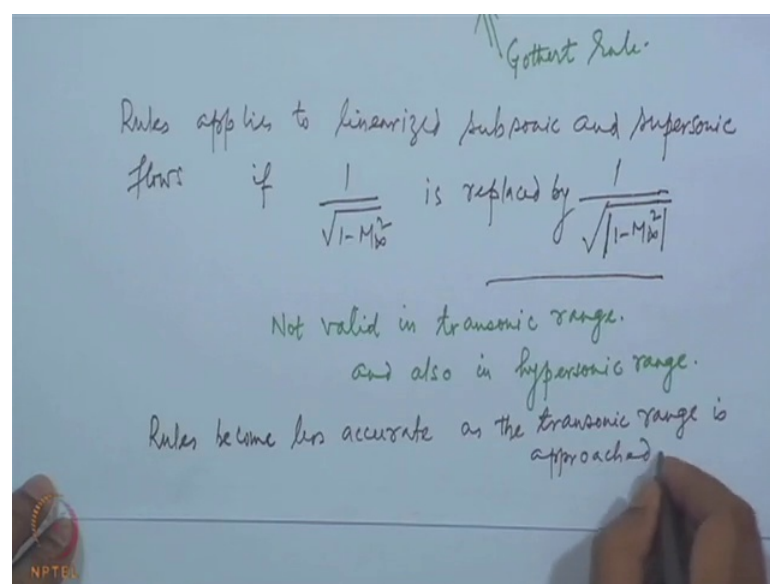 Gothert Rule.
Rules applies to linearized subsonic and supersonic
flows if 1/√(1-M∞²) is replaced by 1/√|1-M∞²|
Not valid in transonic range.
and also in hypersonic range.
Rules become less accurate as the transonic range is
approached
NPTEL